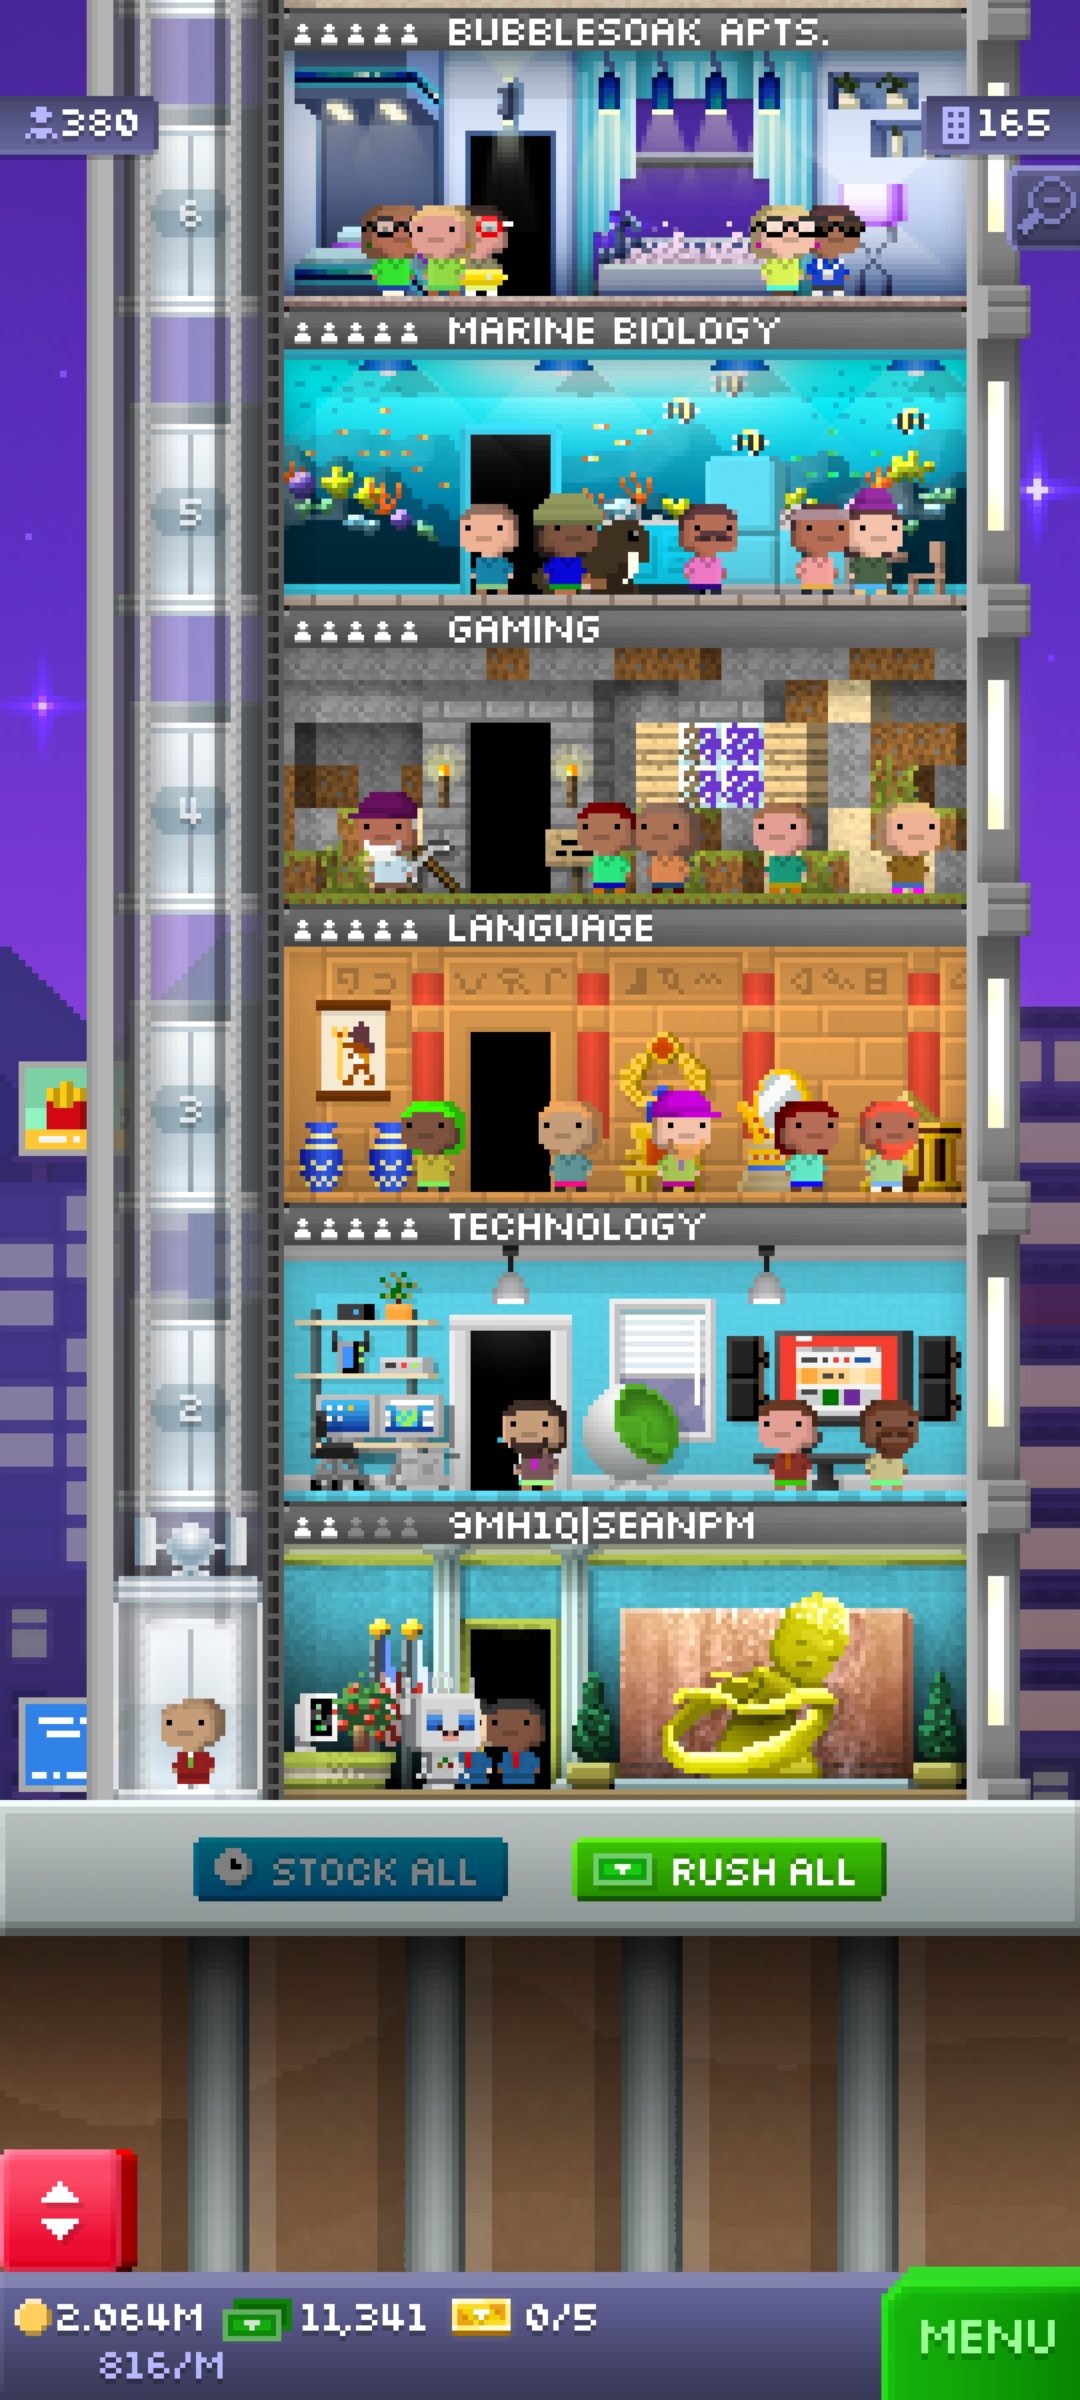 BUBBLESOAK APTS.
380
165
6
MARINE BIOLOGY
5
GAMING
4
LANGUAGE
3
TECHNOLOGY
2
9MH1Q|SEANPM
STOCK ALL
RUSH ALL
2.064M
11,341
0/5
816/M
MENU